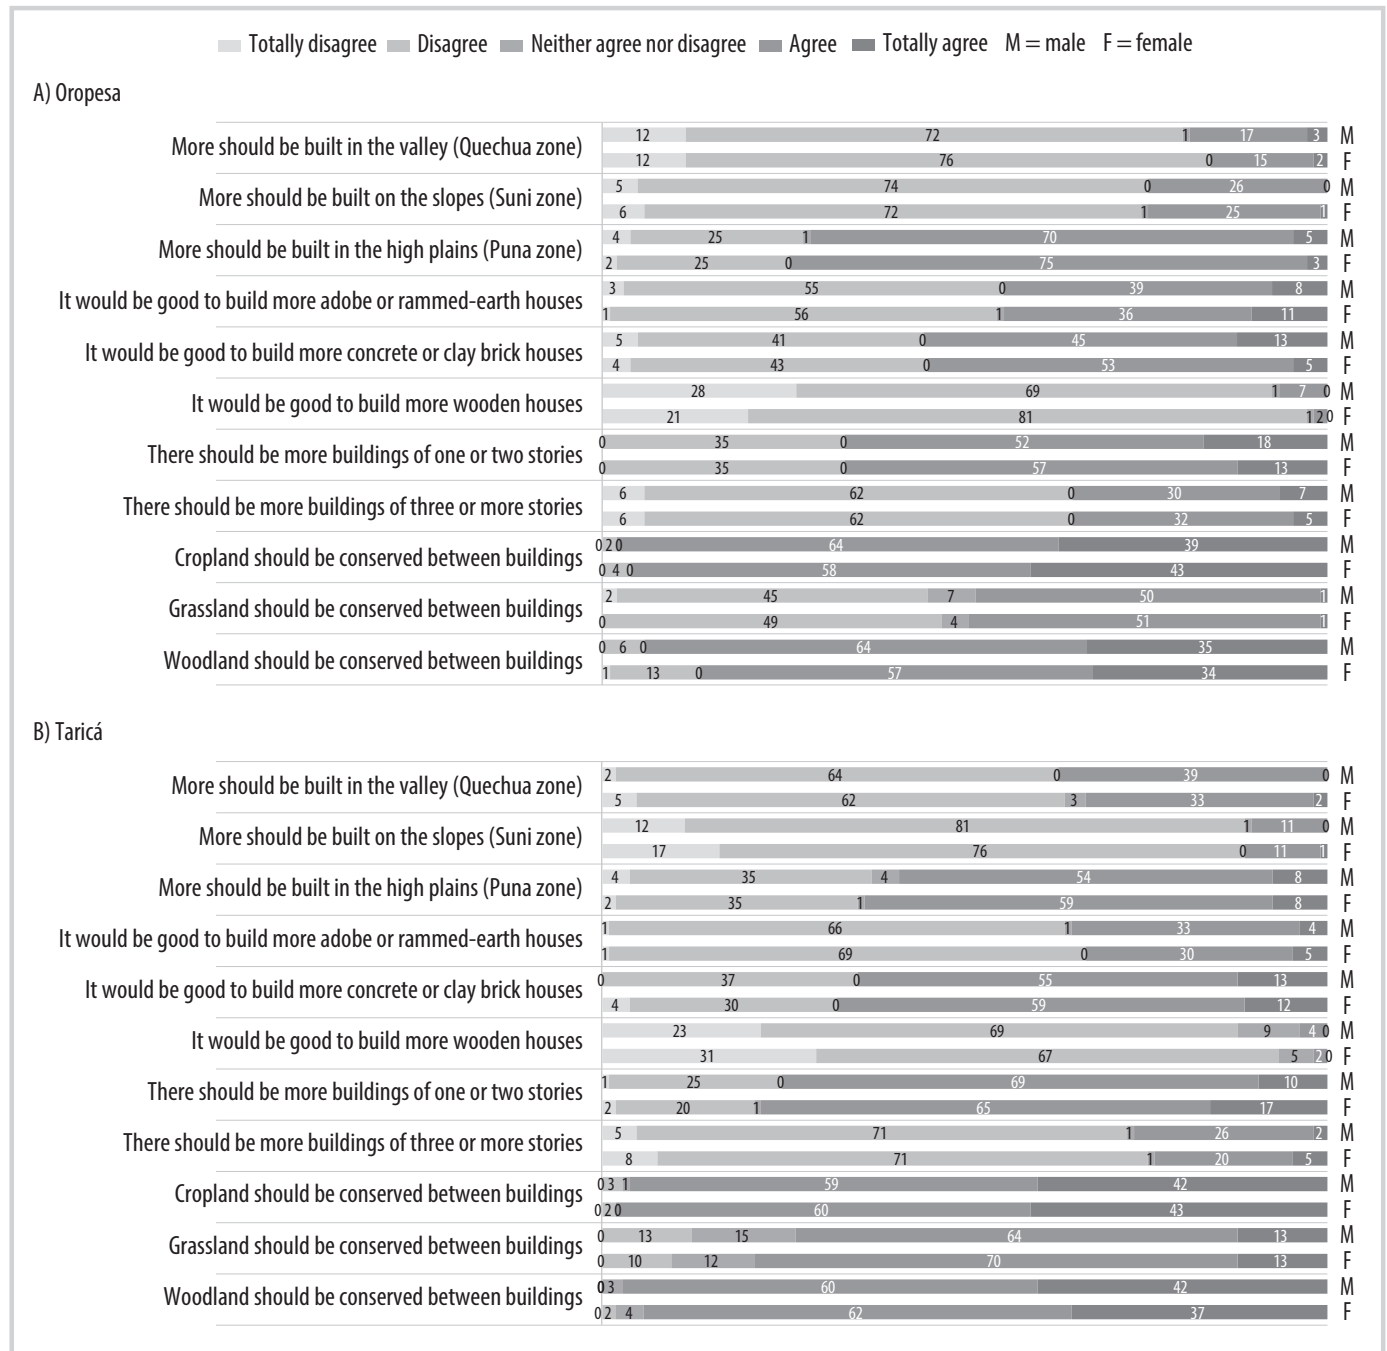 Totally disagree Disagree Neither agree nor disagree Agree Totally agree M = male F = female
A) Oropesa
More should be built in the valley (Quechua zone)
12 72 1 17 3 M
12 76 0 15 2 F
More should be built on the slopes (Suni zone)
5 74 0 26 0 M
6 72 1 25 1 F
More should be built in the high plains (Puna zone)
4 25 1 70 5 M
2 25 0 75 3 F
It would be good to build more adobe or rammed-earth houses
3 55 0 39 8 M
1 56 1 36 11 F
It would be good to build more concrete or clay brick houses
5 41 0 45 13 M
4 43 0 53 5 F
It would be good to build more wooden houses
28 69 1 7 0 M
21 81 1 2 0 F
There should be more buildings of one or two stories
0 35 0 52 18 M
0 35 0 57 13 F
There should be more buildings of three or more stories
6 62 0 30 7 M
6 62 0 32 5 F
Cropland should be conserved between buildings
0 2 0 64 39 M
0 4 0 58 43 F
Grassland should be conserved between buildings
2 45 7 50 1 M
0 49 4 51 1 F
Woodland should be conserved between buildings
0 6 0 64 35 M
1 13 0 57 34 F
B) Taricá
More should be built in the valley (Quechua zone)
2 64 0 39 0 M
5 62 3 33 2 F
More should be built on the slopes (Suni zone)
12 81 1 11 0 M
17 76 0 11 1 F
More should be built in the high plains (Puna zone)
4 35 4 54 8 M
2 35 1 59 8 F
It would be good to build more adobe or rammed-earth houses
1 66 1 33 4 M
1 69 0 30 5 F
It would be good to build more concrete or clay brick houses
0 37 0 55 13 M
4 30 0 59 12 F
It would be good to build more wooden houses
23 69 9 4 0 M
31 67 5 2 0 F
There should be more buildings of one or two stories
1 25 0 69 10 M
2 20 1 65 17 F
There should be more buildings of three or more stories
5 71 1 26 2 M
8 71 1 20 5 F
Cropland should be conserved between buildings
0 3 1 59 42 M
0 2 0 60 43 F
Grassland should be conserved between buildings
0 13 15 64 13 M
0 10 12 70 13 F
Woodland should be conserved between buildings
0 3 60 42 M
0 2 4 62 37 F